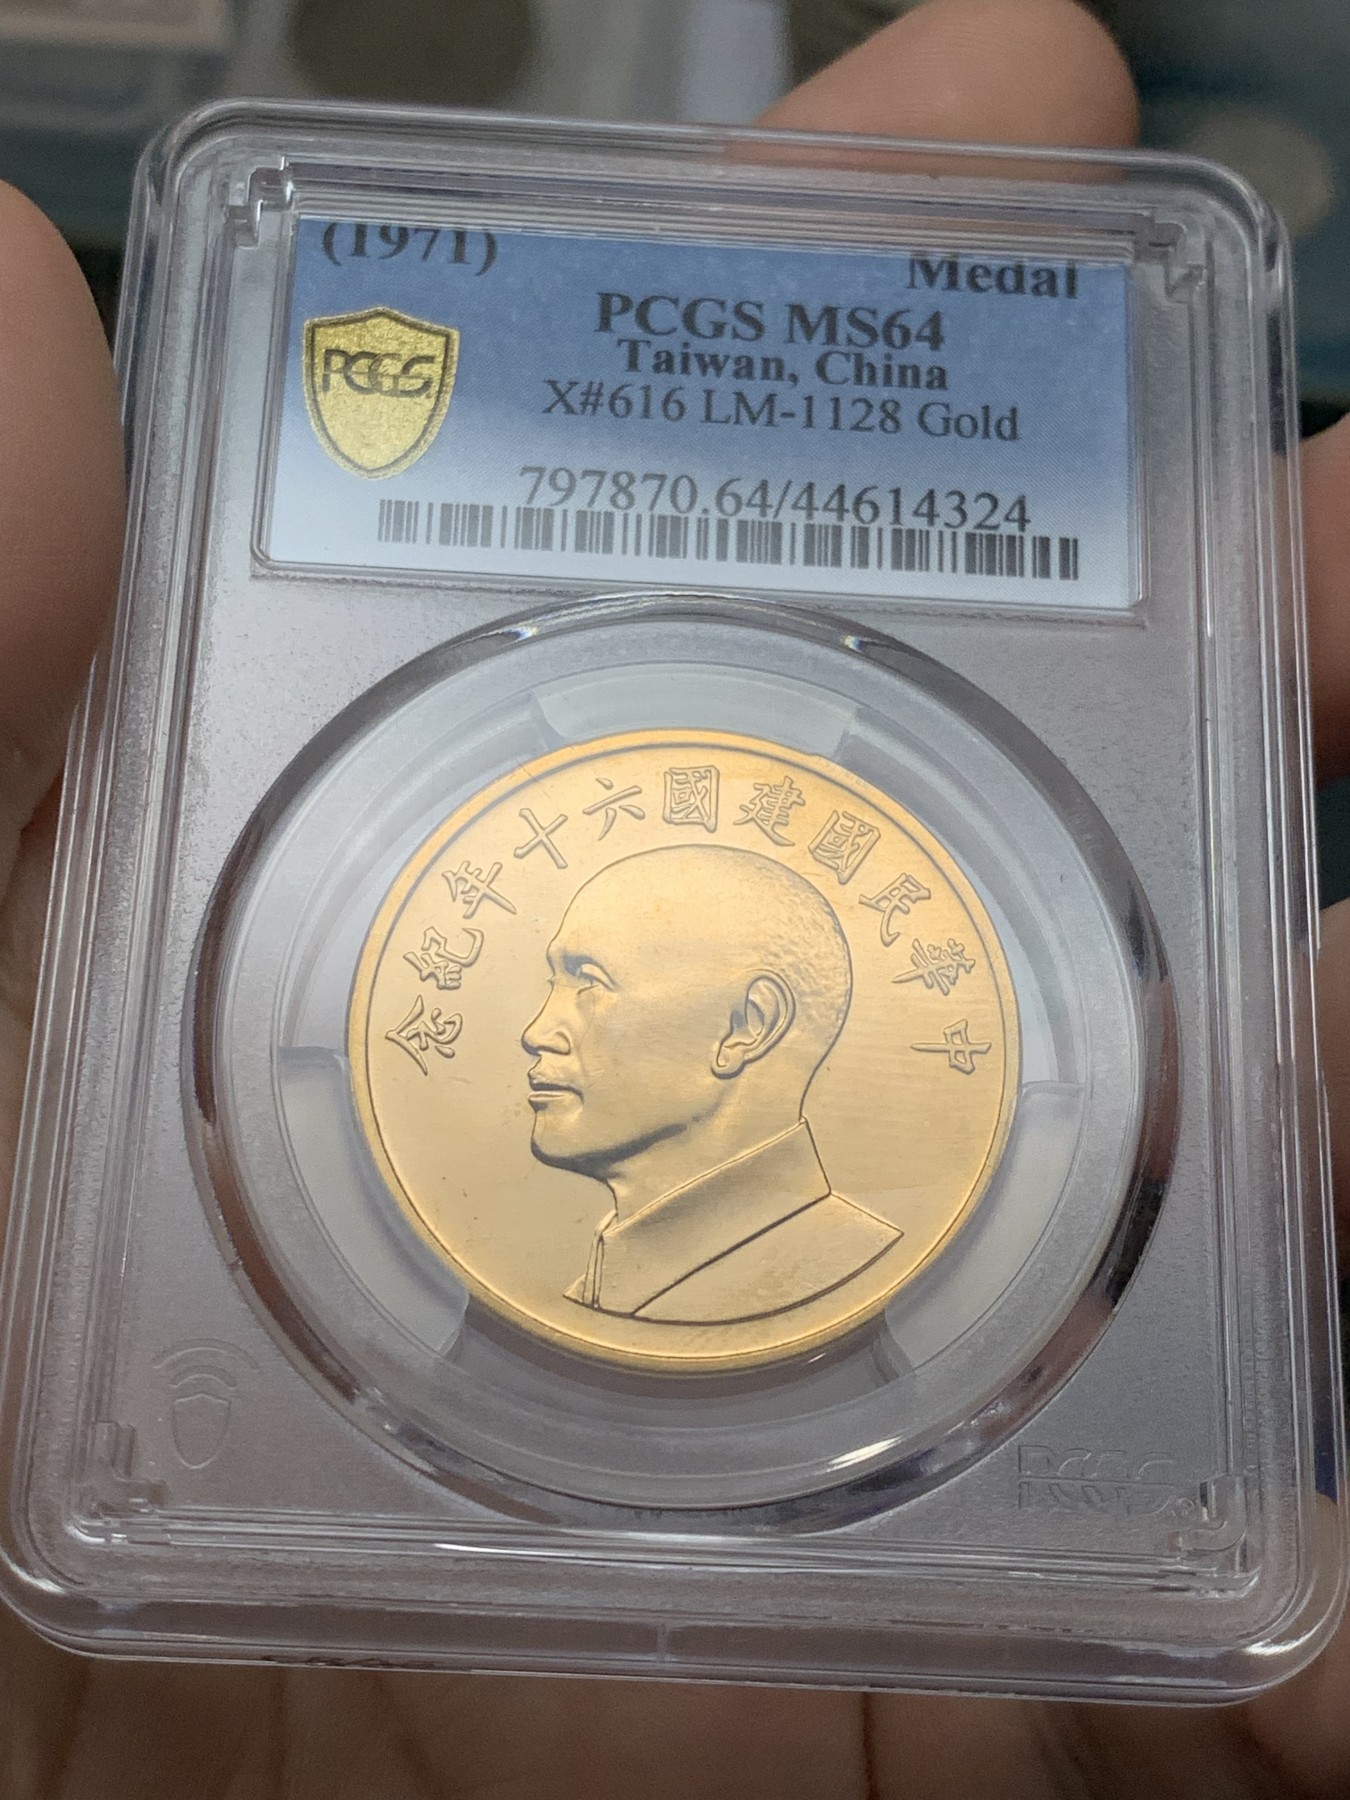 (1971) Medal
PCGS MS64
PCGS
Taiwan, China
X#616 LM-1128 Gold
797870.64/44614324
中華民國建國六十年紀念
PCGS